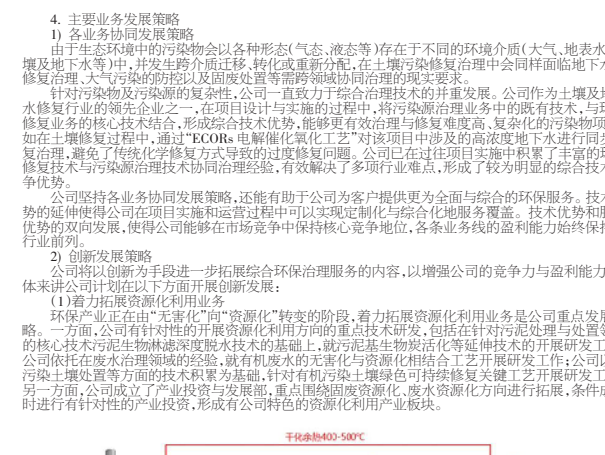 4. 主要业务发展策略
1) 各业务协同发展策略
由于生态环境中的污染物会以各种形态(气态、液态等)存在于不同的环境介质(大气、地表水
壤及地下水等)中,并发生跨介质迁移、转化或重新分配,在土壤污染修复治理中会同样面临地下水
修复治理、大气污染的防控以及固废处置等需跨领域协同治理的现实要求。
针对污染物及污染源的复杂性,公司一直致力于综合治理技术的并重发展。公司作为土壤及地
水修复行业的领先企业之一,在项目设计与实施的过程中,将污染源治理业务中的既有技术,与环
修复业务的核心技术结合,形成综合技术优势,能够更有效治理与修复难度高、复杂化的污染物项
如在土壤修复过程中,通过“ECORs 电解催化氧化工艺”对该项目中涉及的高浓度地下水进行同步
复治理,避免了传统化学修复方式导致的过度修复问题。公司已在过往项目实施中积累了丰富的环
修复技术与污染源治理技术协同治理经验,有效解决了多项行业难点,形成了较为明显的综合技术
争优势。
公司坚持各业务协同发展策略,还能有助于公司为客户提供更为全面与综合的环保服务。技术
势的延伸使得公司在项目实施和运营过程中可以实现定制化与综合化地服务覆盖。技术优势和服
优势的双向发展,使得公司能够在市场竞争中保持核心竞争地位,各条业务线的盈利能力始终保持
行业前列。
2) 创新发展策略
公司将以创新为手段进一步拓展综合环保治理服务的内容,以增强公司的竞争力与盈利能力
体来讲公司计划在以下方面开展创新发展:
(1)着力拓展资源化利用业务
环保产业正在由“无害化”向“资源化”转变的阶段,着力拓展资源化利用业务是公司重点发展
略。一方面,公司有针对性的开展资源化利用方向的重点技术研发,包括在针对污泥处理与处置领
的核心技术污泥生物淋滤深度脱水技术的基础上,就污泥基生物炭活化等延伸技术的开展研发工
公司依托在废水治理领域的经验,就有机废水的无害化与资源化相结合工艺开展研发工作;公司以
污染土壤处置等方面的技术积累为基础,针对有机污染土壤绿色可持续修复关键工艺开展研发工
另一方面,公司成立了产业投资与发展部,重点围绕固废资源化、废水资源化方向进行拓展,条件成
时进行有针对性的产业投资,形成有公司特色的资源化利用产业板块。
干化余热400-500℃